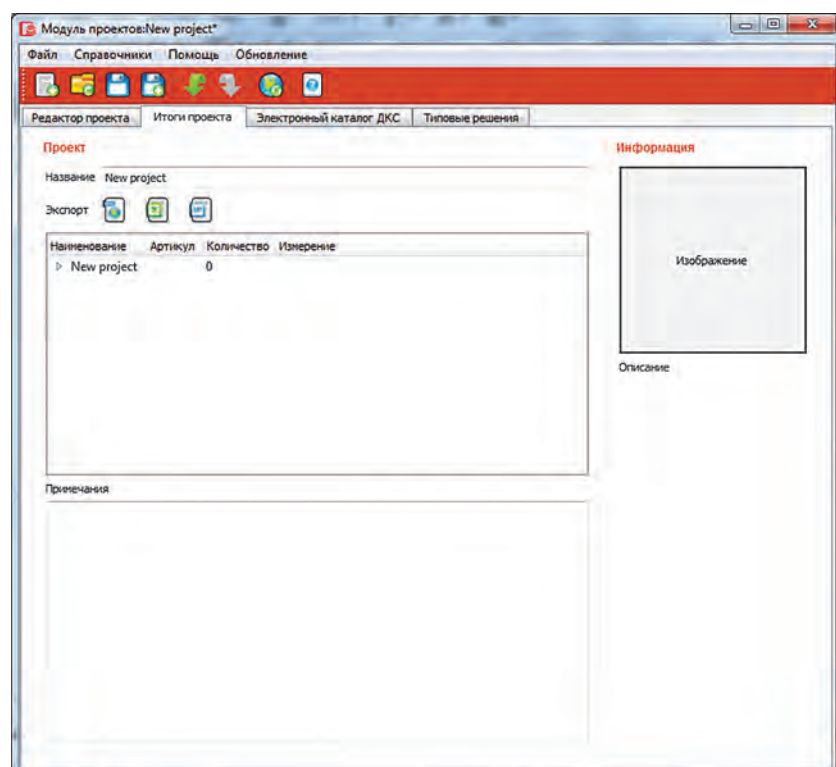 Модуль проектов:New project*
Файл Справочники Помощь Обновление
Редактор проекта Итоги проекта Электронный каталог ДКС Типовые решения
Проект
Информация
Название New project
Экспорт
Наименование Артикул Количество Измерение
New project 0
Изображение
Описание
Примечания